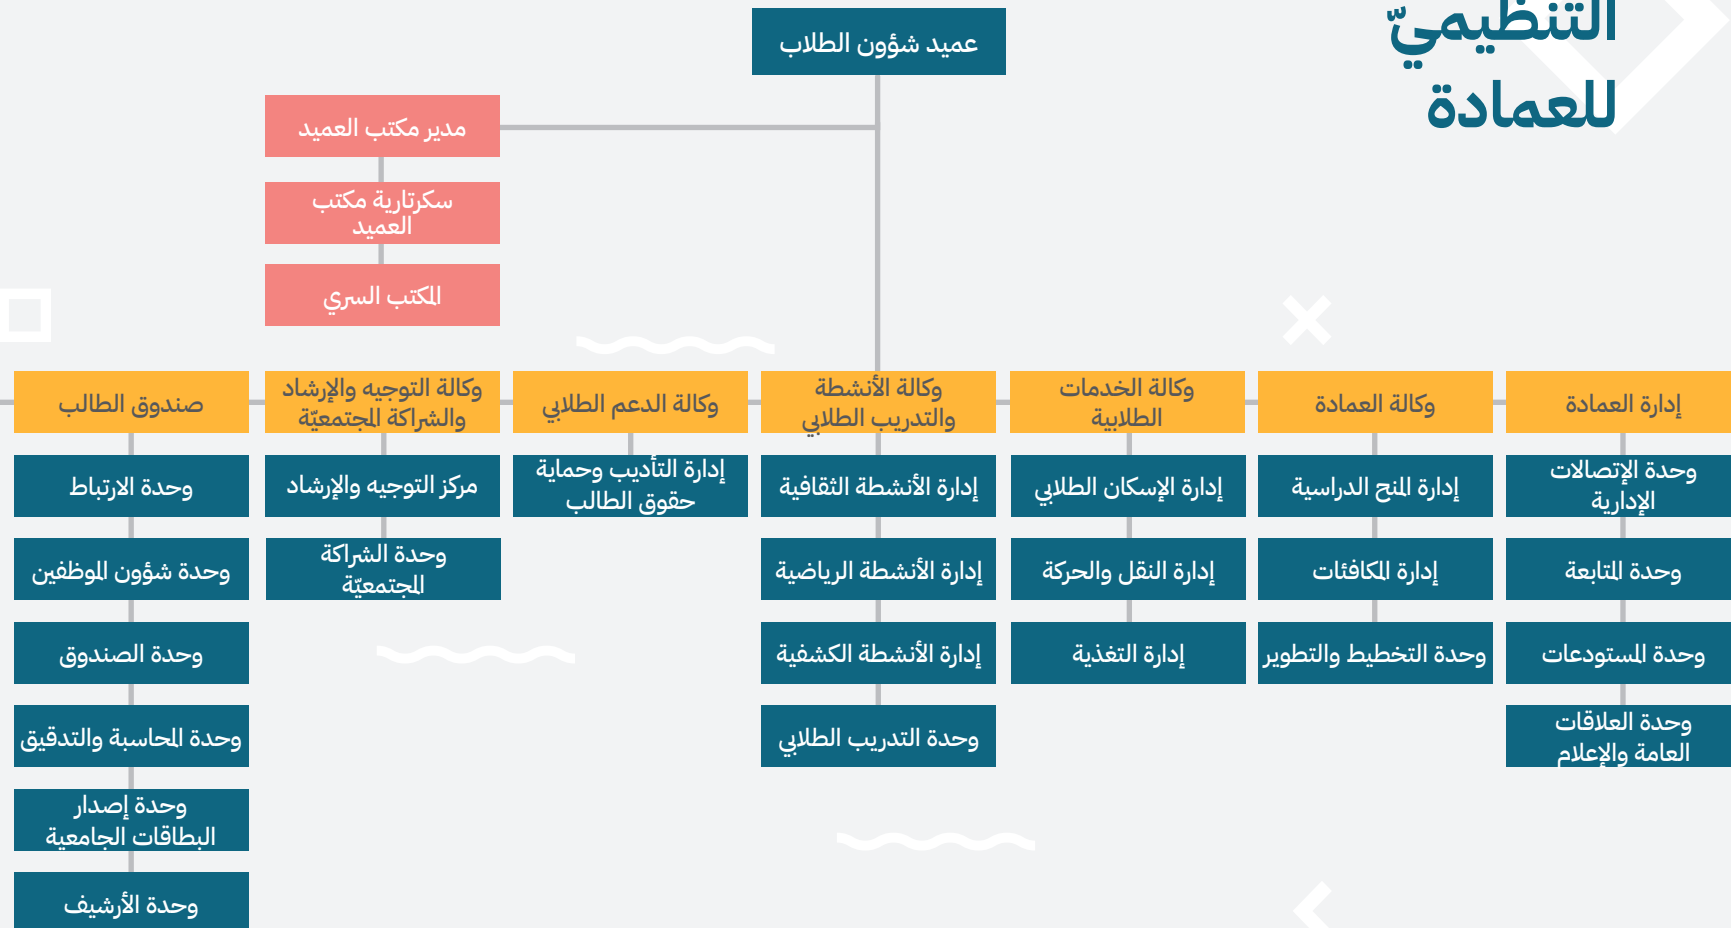 التنظيميّ
للعمادة
عميد شؤون الطلاب
مدير مكتب العميد
سكرتارية مكتب
العميد
المكتب السري
إدارة العمادة
وحدة الإتصالات
الإدارية
وحدة المتابعة
وحدة المستودعات
وحدة العلاقات
العامة والإعلام
وكالة العمادة
إدارة المنح الدراسية
إدارة المكافئات
وحدة التخطيط والتطوير
وكالة الخدمات
الطلابية
إدارة الإسكان الطلابي
إدارة النقل والحركة
إدارة التغذية
وكالة الأنشطة
والتدريب الطلابي
إدارة الأنشطة الثقافية
إدارة الأنشطة الرياضية
إدارة الأنشطة الكشفية
وحدة التدريب الطلابي
وكالة الدعم الطلابي
إدارة التأديب وحماية
حقوق الطالب
وكالة التوجيه والإرشاد
والشراكة المجتمعيّة
مركز التوجيه والإرشاد
وحدة الشراكة
المجتمعيّة
صندوق الطالب
وحدة الارتباط
وحدة شؤون الموظفين
وحدة الصندوق
وحدة المحاسبة والتدقيق
وحدة إصدار
البطاقات الجامعية
وحدة الأرشيف